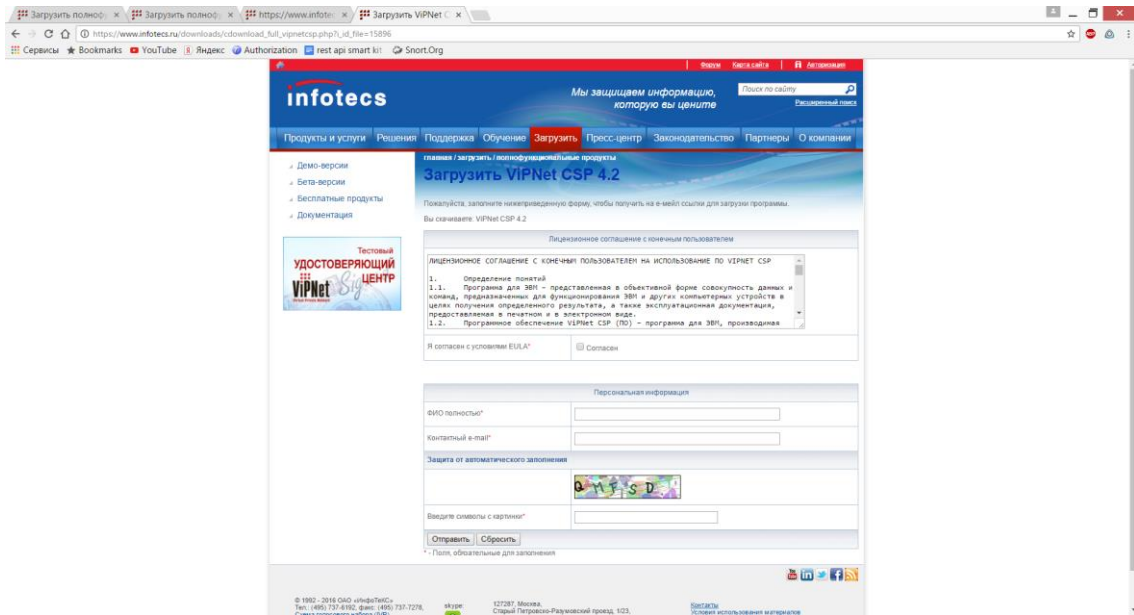 Загрузить полноф
Загрузить полноф
https://www.infotec
Загрузить ViPNet C
https://www.infotecs.ru/downloads/cdownload_full_vipnetcsp.php?i_id_file=15896
Сервисы Bookmarks YouTube Яндекс Authorization rest api smart kit Snort.Org
Форум Карта сайта Авторизация
infotecs
Мы защищаем информацию,
которую вы цените
Поиск по сайту
Расширенный поиск
Продукты и услуги Решения Поддержка Обучение Загрузить Пресс-центр Законодательство Партнеры О компании
Демо-версии
Бета-версии
Бесплатные продукты
Документация
Тестовый
УДОСТОВЕРЯЮЩИЙ
ЦЕНТР
ViPNet Sig
главная / загрузить / полнофункциональные продукты
Загрузить ViPNet CSP 4.2
Пожалуйста, заполните нижеприведенную форму, чтобы получить на е-мейл ссылки для загрузки программы.
Вы скачиваете: ViPNet CSP 4.2
Лицензионное соглашение с конечным пользователем
ЛИЦЕНЗИОННОЕ СОГЛАШЕНИЕ С КОНЕЧНЫМ ПОЛЬЗОВАТЕЛЕМ НА ИСПОЛЬЗОВАНИЕ ПО VIPNET CSP
1. Определение понятий
1.1. Программа для ЭВМ – представленная в объективной форме совокупность данных и
команд, предназначенных для функционирования ЭВМ и других компьютерных устройств в
целях получения определенного результата, а также эксплуатационная документация,
предоставляемая в печатном и в электронном виде.
1.2. Программное обеспечение ViPNet CSP (ПО) – программа для ЭВМ, производимая
Я согласен с условиями EULA*
Согласен
Персональная информация
ФИО полностью*
Контактный e-mail*
Защита от автоматического заполнения
Q M F S D
Введите символы с картинки*
Отправить Сбросить
* - Поля, обязательные для заполнения
© 1992 - 2016 ОАО «ИнфоТеКС»
Тел.: (495) 737-6192, факс: (495) 737-7278,
Схема голосового набора (IVR)
skype:
127287, Москва,
Старый Петровско-Разумовский проезд, 1/23,
Контакты
Условия использования материалов